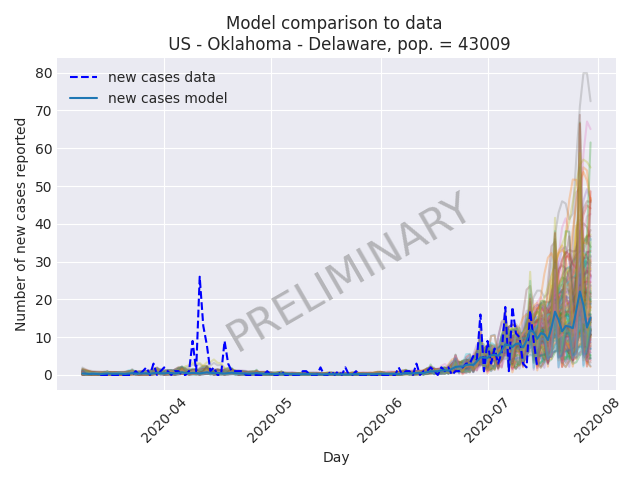 Model comparison to data
US - Oklahoma - Delaware, pop. = 43009
new cases data
new cases model
Number of new cases reported
80
70
60
50
40
30
20
10
0
PRELIMINARY
2020-04
2020-05
2020-06
2020-07
2020-08
Day